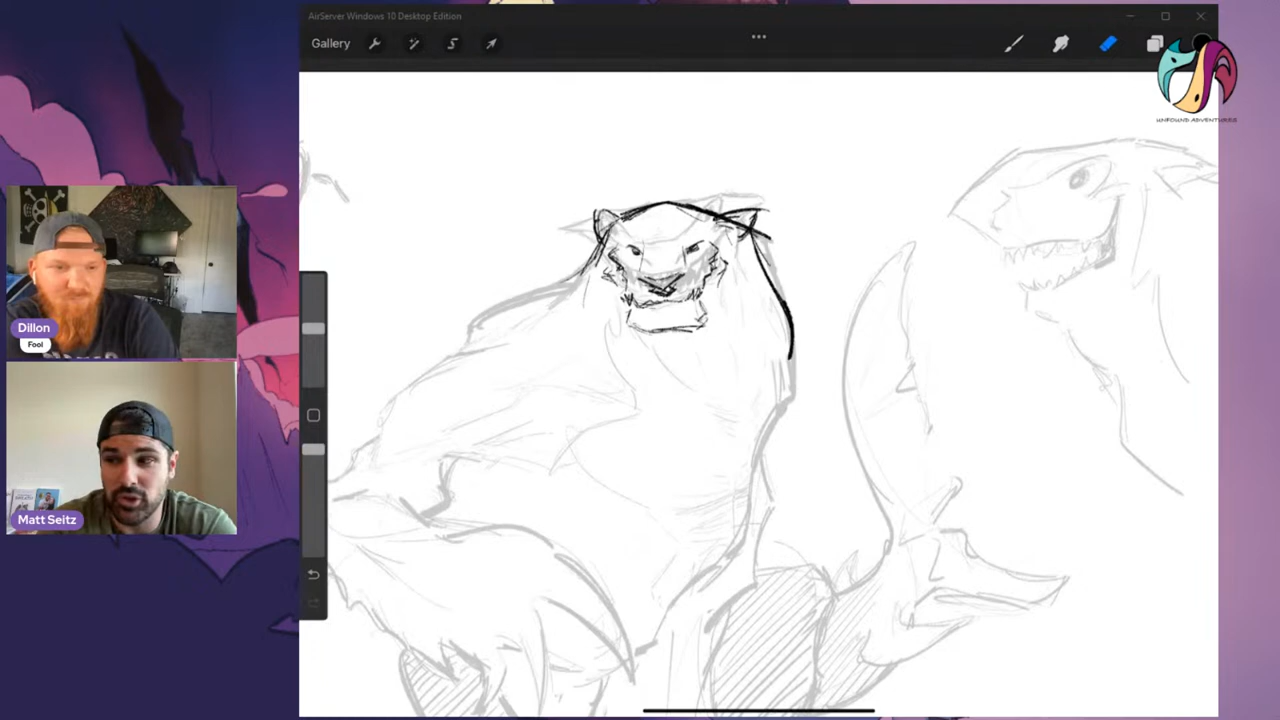 AirServer Windows 10 Desktop Edition
Gallery
UNFOUND ADVENTURES
Dillon
Fool
Matt Seitz